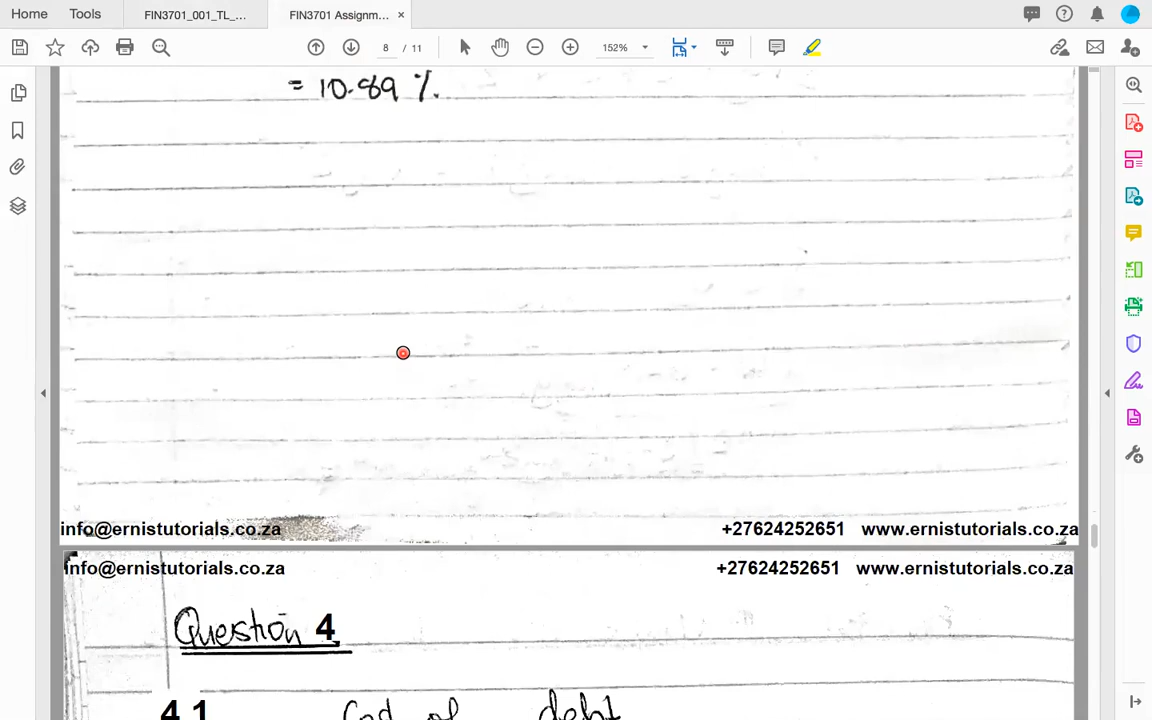 Home Tools FIN3701_001_TL_... FIN3701 Assignm... ×
8 / 11 152%
= 10.89 %.
info@ernistutorials.co.za +27624252651 www.ernistutorials.co.za
info@ernistutorials.co.za +27624252651 www.ernistutorials.co.za
Question 4
4.1 Cost of debt